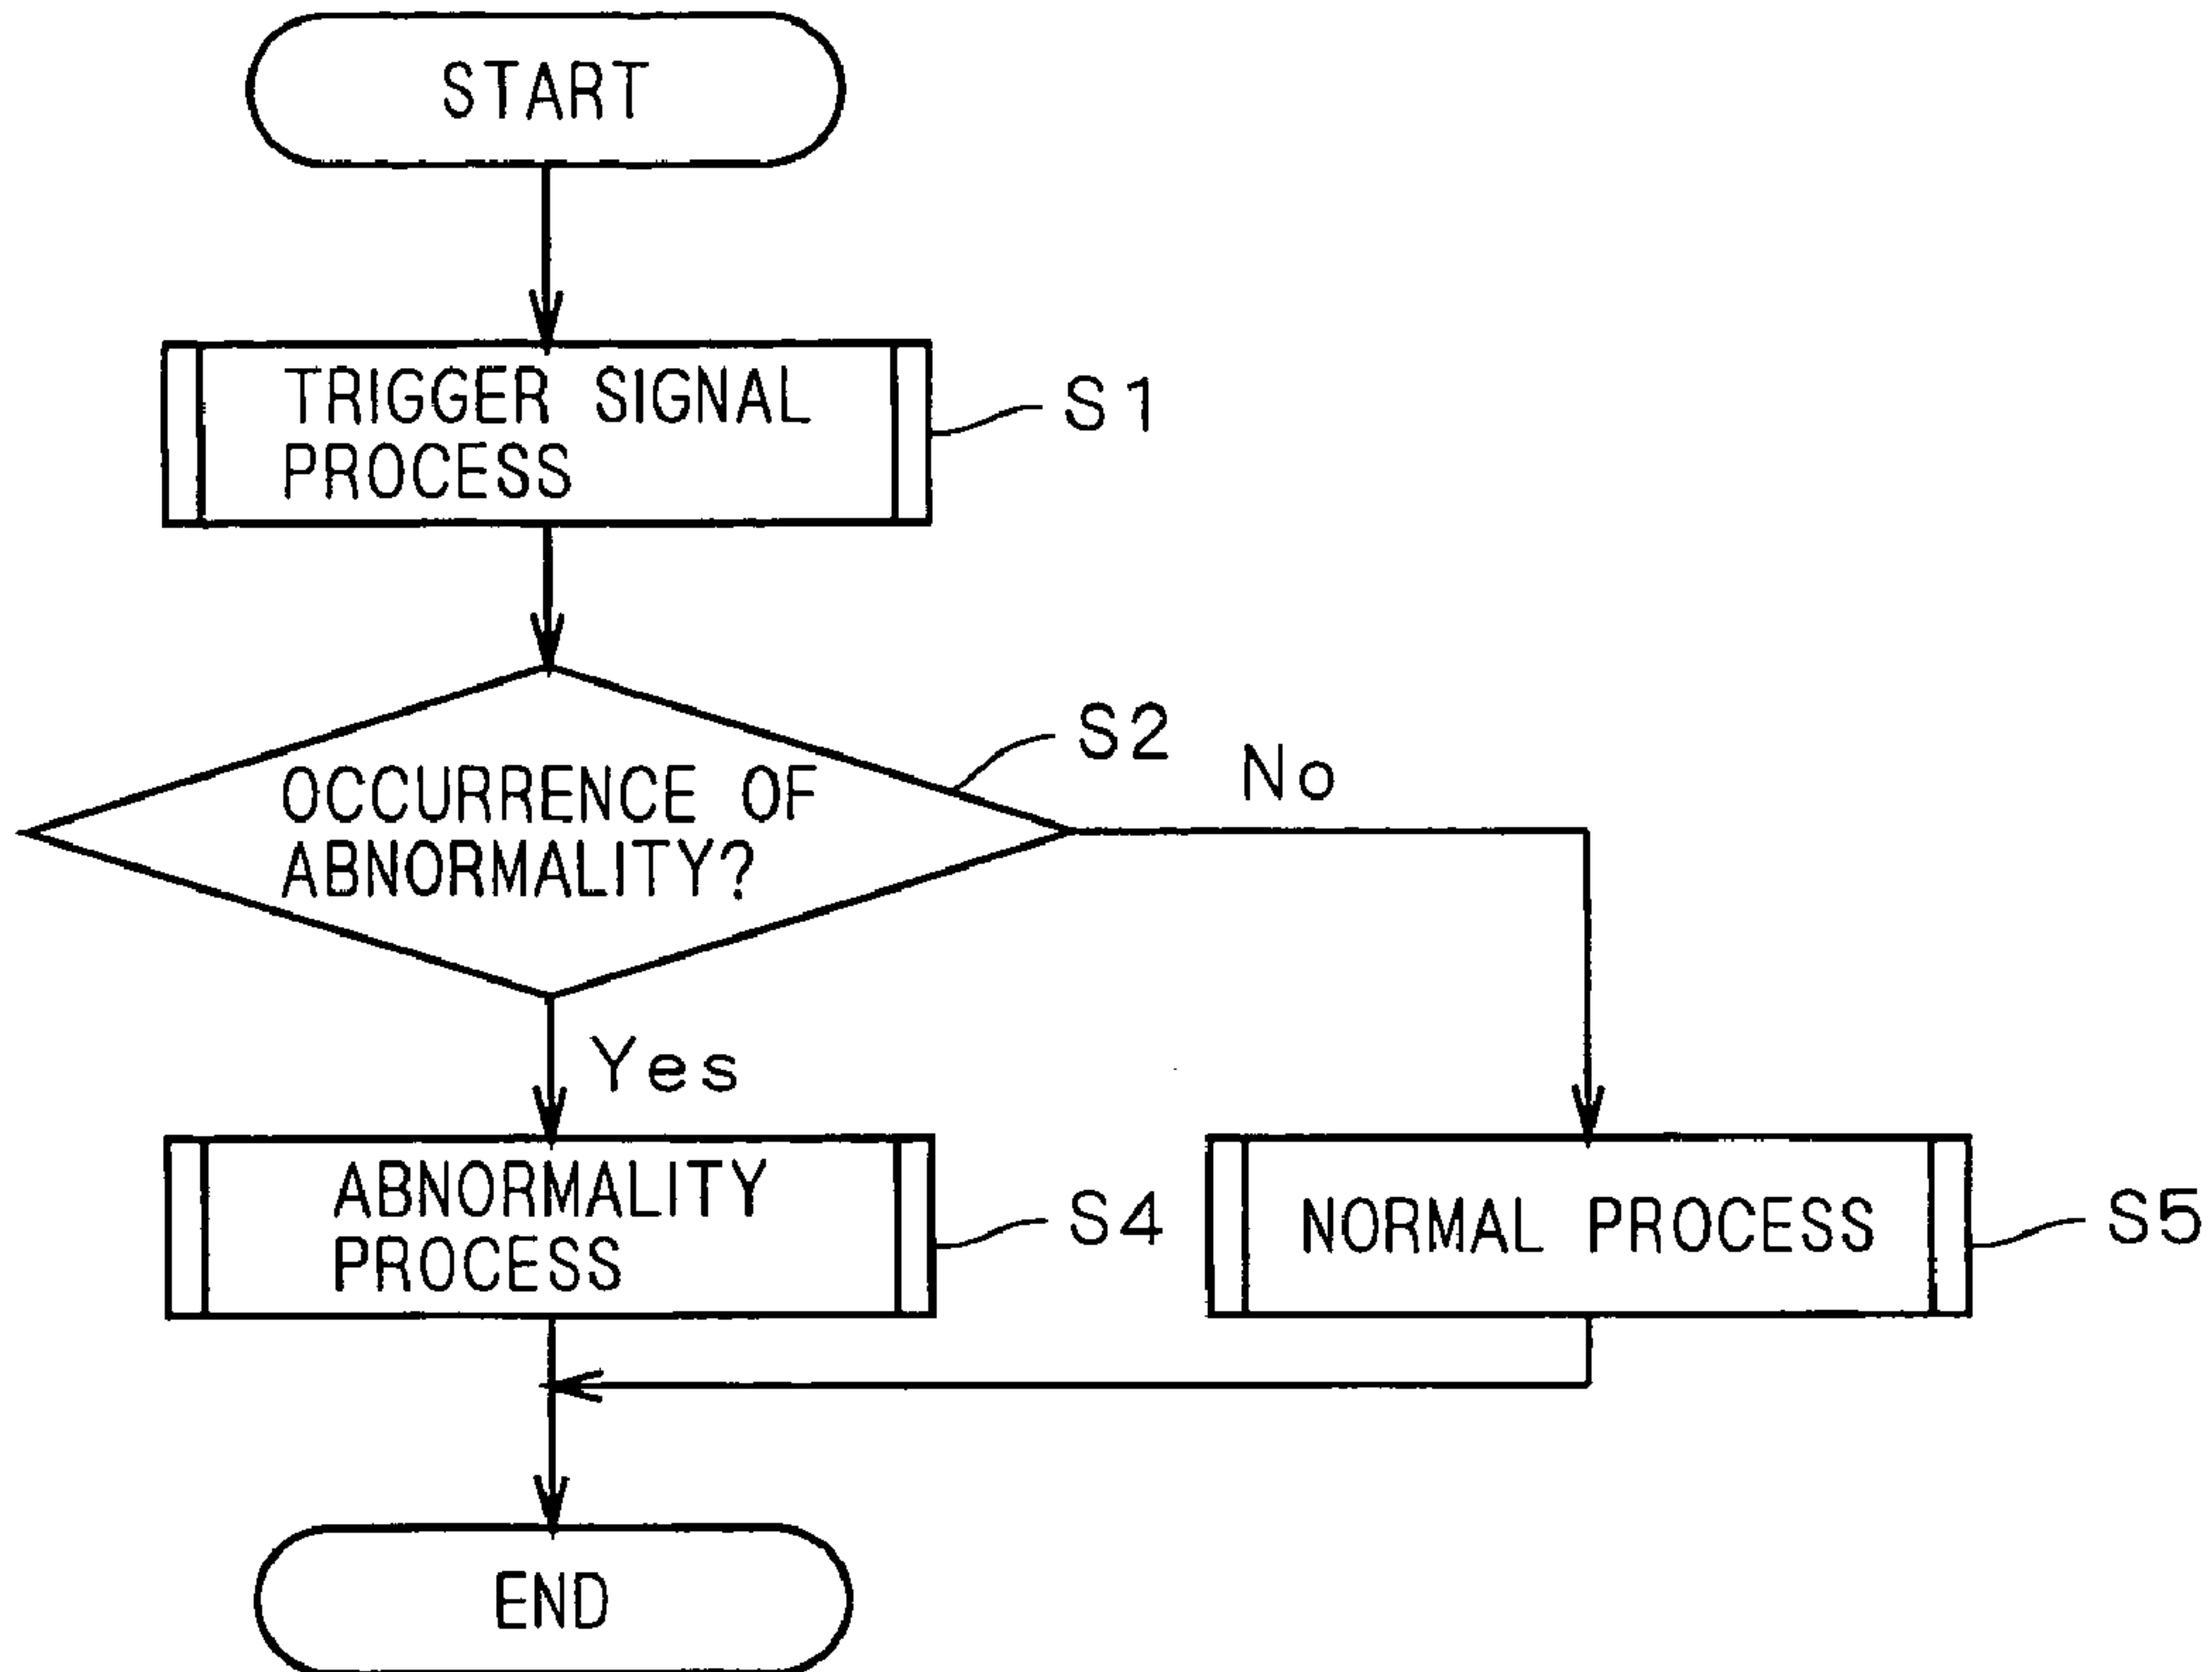 START
TRIGGER SIGNAL
PROCESS
S1
OCCURRENCE OF
ABNORMALITY?
S2
No
Yes
ABNORMALITY
PROCESS
S4
NORMAL PROCESS
S5
END